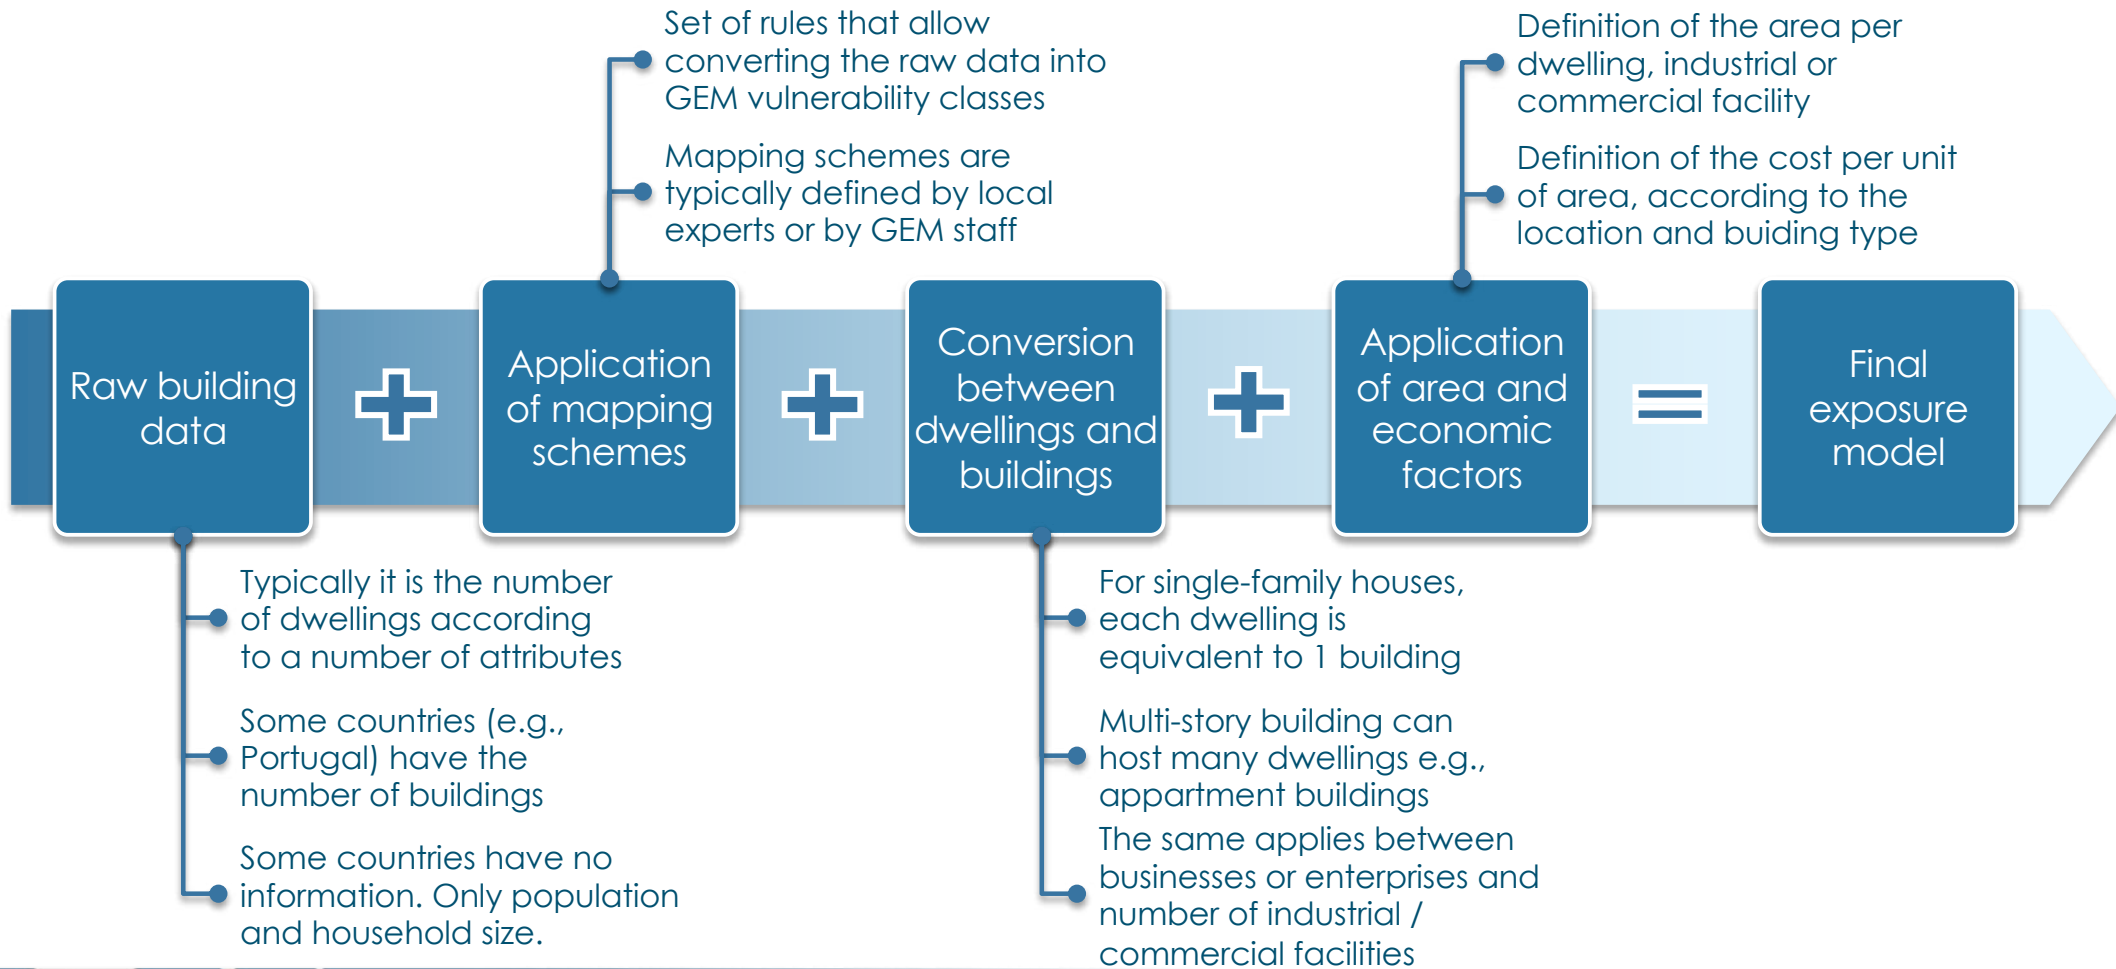 Set of rules that allow
converting the raw data into
GEM vulnerability classes
Mapping schemes are
typically defined by local
experts or by GEM staff
Definition of the area per
dwelling, industrial or
commercial facility
Definition of the cost per unit
of area, according to the
location and buiding type
Raw building
data
Application
of mapping
schemes
Conversion
between
dwellings and
buildings
Application
of area and
economic
factors
Final
exposure
model
Typically it is the number
of dwellings according
to a number of attributes
Some countries (e.g.,
Portugal) have the
number of buildings
Some countries have no
information. Only population
and household size.
For single-family houses,
each dwelling is
equivalent to 1 building
Multi-story building can
host many dwellings e.g.,
appartment buildings
The same applies between
businesses or enterprises and
number of industrial /
commercial facilities